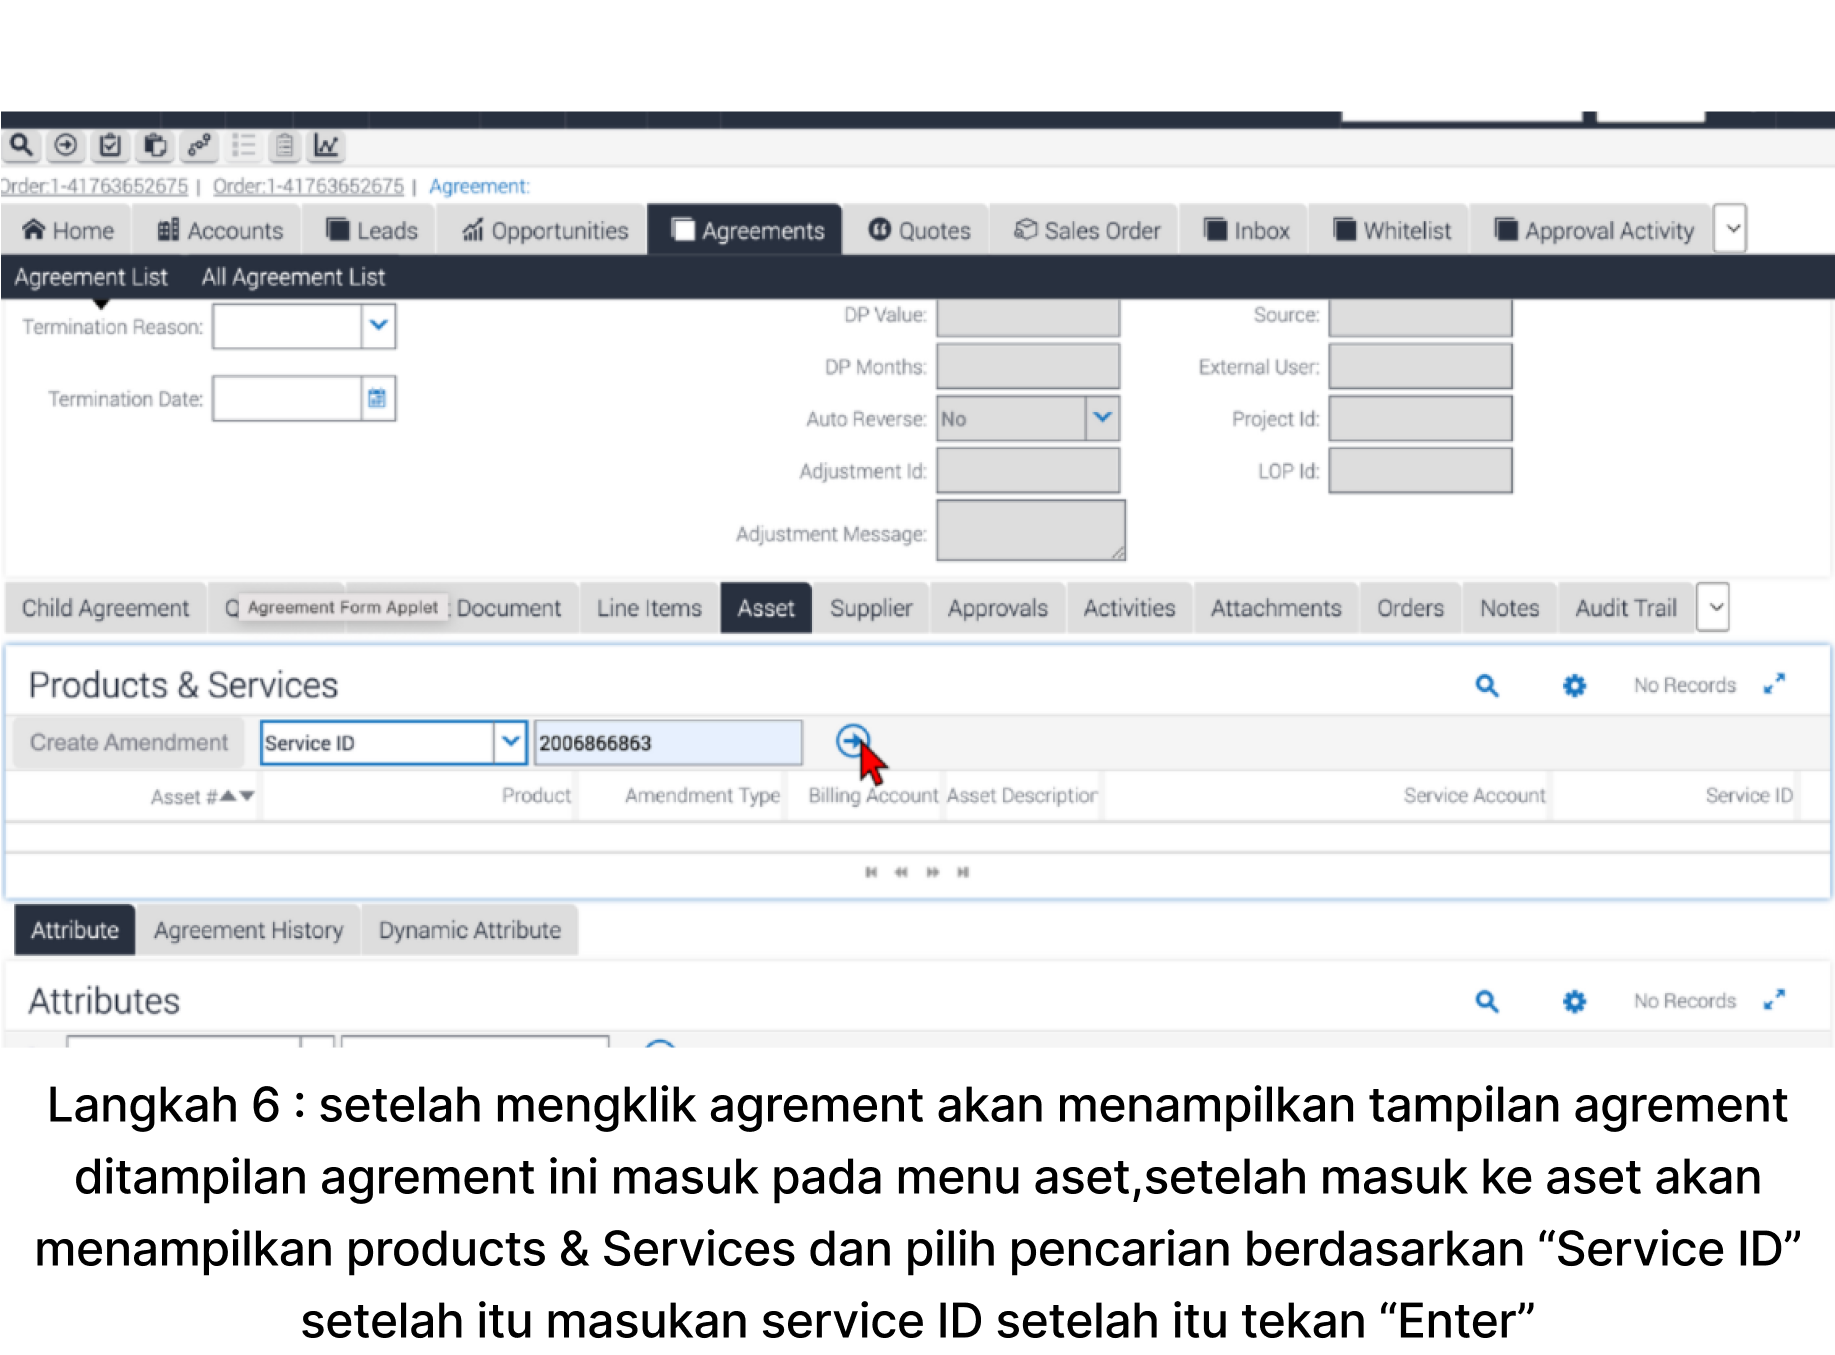 Order:1-41763652675 | Order:1-41763652675 | Agreement:
Home Accounts Leads Opportunities Agreements Quotes Sales Order Inbox Whitelist Approval Activity
Agreement List All Agreement List
Termination Reason: DP Value: Source:
DP Months: External User:
Termination Date:
Auto Reverse: No Project Id:
Adjustment Id: LOP Id:
Adjustment Message:
Child Agreement Agreement Form Applet Document Line Items Asset Supplier Approvals Activities Attachments Orders Notes Audit Trail
Products & Services No Records
Create Amendment Service ID 2006866863
Asset # Product Amendment Type Billing Account Asset Description Service Account Service ID
Attribute Agreement History Dynamic Attribute
Attributes No Records
Langkah 6 : setelah mengklik agrement akan menampilkan tampilan agrement
ditampilan agrement ini masuk pada menu aset,setelah masuk ke aset akan
menampilkan products & Services dan pilih pencarian berdasarkan “Service ID”
setelah itu masukan service ID setelah itu tekan “Enter”